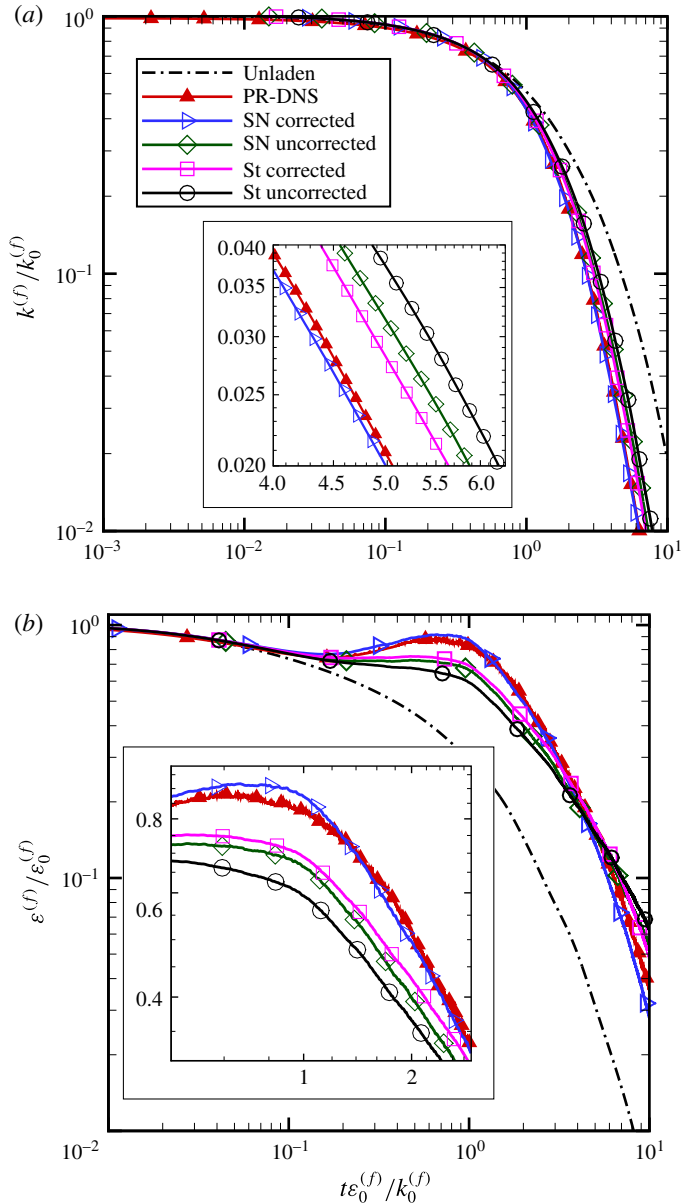 (a)
10^0
Unladen
PR-DNS
SN corrected
SN uncorrected
St corrected
St uncorrected
k^(f)/k_0^(f)
10^-1
0.040
0.035
0.030
0.025
0.020
4.0 4.5 5.0 5.5 6.0
10^-2
10^-3 10^-2 10^-1 10^0 10^1
(b)
10^0
0.8
0.6
0.4
1 2
ε^(f)/ε_0^(f)
10^-1
10^-2 10^-1 10^0 10^1
tε_0^(f)/k_0^(f)